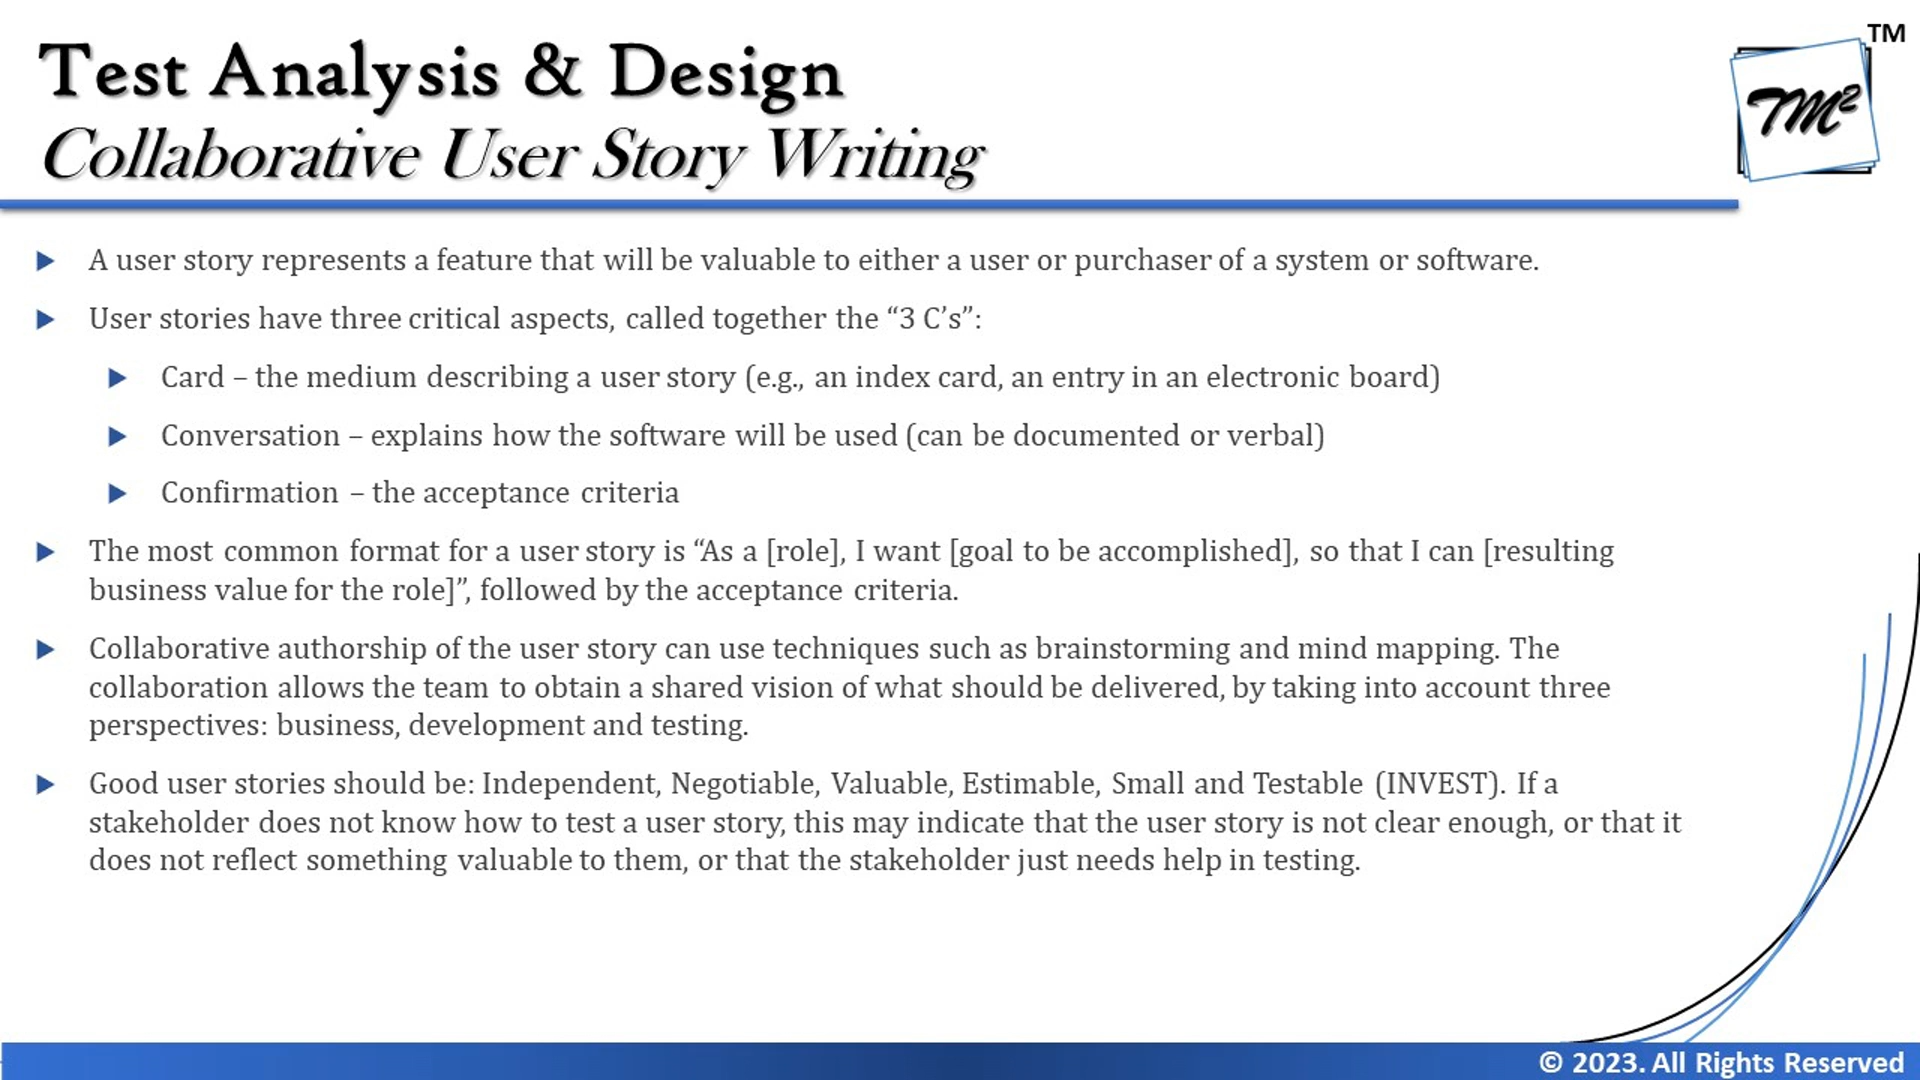 Test Analysis & Design
TM
TM²
Collaborative User Story Writing
A user story represents a feature that will be valuable to either a user or purchaser of a system or software.
User stories have three critical aspects, called together the “3 C’s”:
Card – the medium describing a user story (e.g., an index card, an entry in an electronic board)
Conversation – explains how the software will be used (can be documented or verbal)
Confirmation – the acceptance criteria
The most common format for a user story is “As a [role], I want [goal to be accomplished], so that I can [resulting
business value for the role]”, followed by the acceptance criteria.
Collaborative authorship of the user story can use techniques such as brainstorming and mind mapping. The
collaboration allows the team to obtain a shared vision of what should be delivered, by taking into account three
perspectives: business, development and testing.
Good user stories should be: Independent, Negotiable, Valuable, Estimable, Small and Testable (INVEST). If a
stakeholder does not know how to test a user story, this may indicate that the user story is not clear enough, or that it
does not reflect something valuable to them, or that the stakeholder just needs help in testing.
© 2023. All Rights Reserved